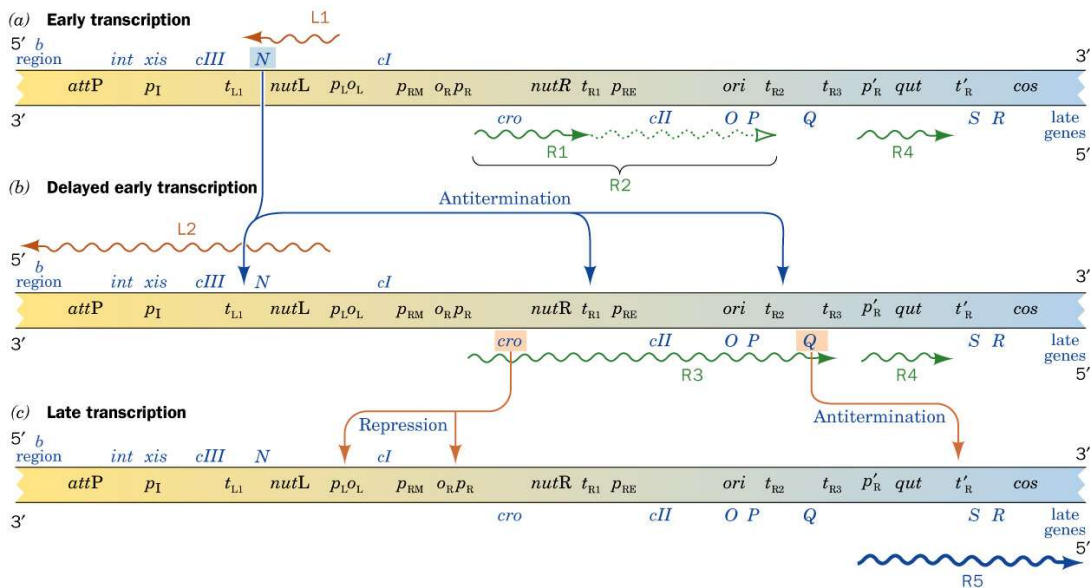 (a) Early transcription
L1
5′ b region int xis cIII N cI 3′
attP pI tL1 nutL pLoL pRM oRpR nutR tR1 pRE ori tR2 tR3 p′R qut t′R cos
3′ cro cII O P Q S R late genes 5′
R1 R4
R2
(b) Delayed early transcription
Antitermination
L2
5′ b region int xis cIII N cI 3′
attP pI tL1 nutL pLoL pRM oRpR nutR tR1 pRE ori tR2 tR3 p′R qut t′R cos
3′ cro cII O P Q S R late genes 5′
R3 R4
(c) Late transcription
Repression Antitermination
5′ b region int xis cIII N cI 3′
attP pI tL1 nutL pLoL pRM oRpR nutR tR1 pRE ori tR2 tR3 p′R qut t′R cos
3′ cro cII O P Q S R late genes 5′
R5